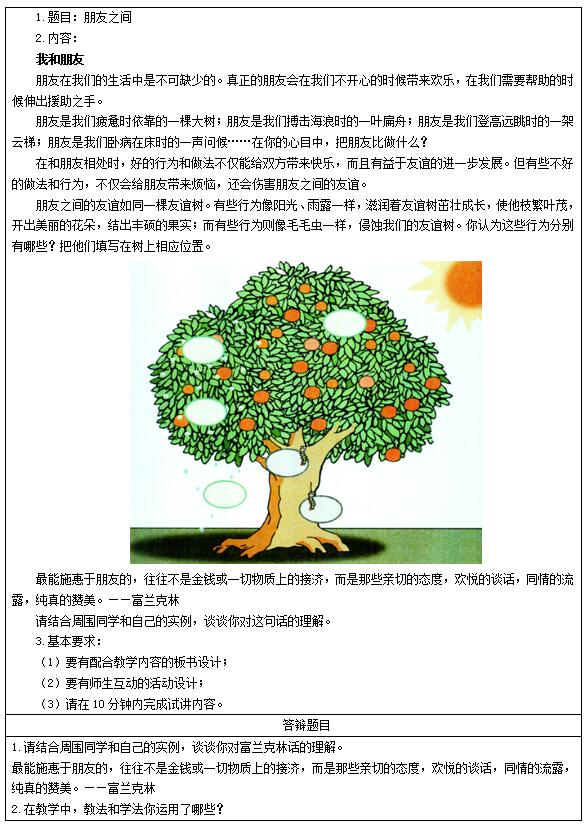 1.题目：朋友之间
2.内容：
我和朋友
朋友在我们的生活中是不可缺少的。真正的朋友会在我们不开心的时候带来欢乐，在我们需要帮助的时
候伸出援助之手。
朋友是我们疲惫时依靠的一棵大树；朋友是我们搏击海浪时的一叶扁舟；朋友是我们登高远眺时的一架
云梯；朋友是我们卧病在床时的一声问候……在你的心目中，把朋友比做什么？
在和朋友相处时，好的行为和做法不仅能给双方带来快乐，而且有益于友谊的进一步发展。但有些不好
的做法和行为，不仅会给朋友带来烦恼，还会伤害朋友之间的友谊。
朋友之间的友谊如同一棵友谊树。有些行为像阳光、雨露一样，滋润着友谊树茁壮成长，使他枝繁叶茂，
开出美丽的花朵，结出丰硕的果实；而有些行为则像毛毛虫一样，侵蚀我们的友谊树。你认为这些行为分别
有哪些？把他们填写在树上相应位置。
最能施惠于朋友的，往往不是金钱或一切物质上的接济，而是那些亲切的态度，欢悦的谈话，同情的流
露，纯真的赞美。——富兰克林
请结合周围同学和自己的实例，谈谈你对这句话的理解。
3.基本要求：
（1）要有配合教学内容的板书设计；
（2）要有师生互动的活动设计；
（3）请在10分钟内完成试讲内容。
答辩题目
1.请结合周围同学和自己的实例，谈谈你对富兰克林话的理解。
最能施惠于朋友的，往往不是金钱或一切物质上的接济，而是那些亲切的态度，欢悦的谈话，同情的流露，
纯真的赞美。——富兰克林
2.在教学中，教法和学法你运用了哪些？